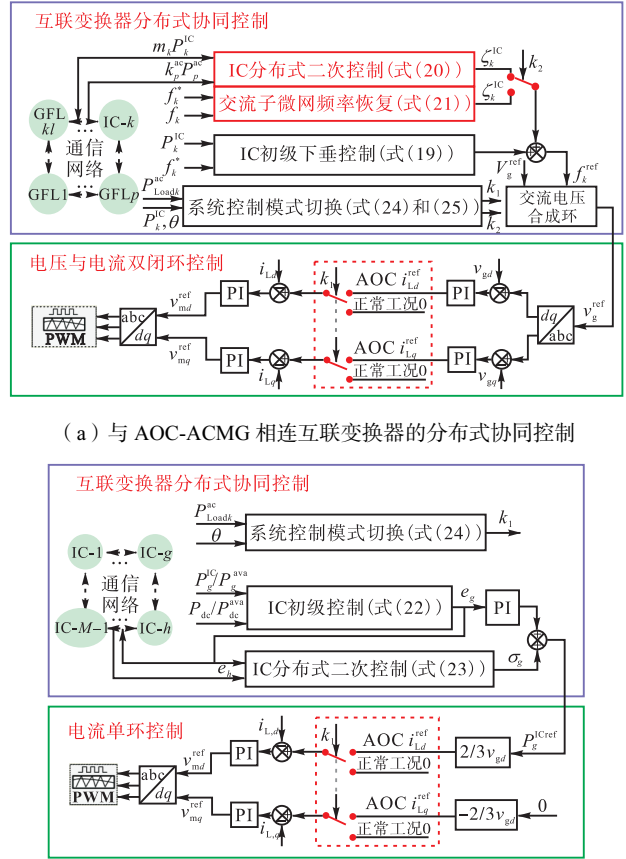 互联变换器分布式协同控制
m_k P_k^IC
k_p^ac P_p^ac
IC分布式二次控制(式(20))
ζ_k^IC
k_2
f_k^*
f_k
交流子微网频率恢复(式(21))
ζ_k^IC
GFL kl
IC-k
通信
网络
GFL1
GFLp
P_k^IC
f_k^*
IC初级下垂控制(式(19))
V_g^ref
f_k^ref
P_Loadk^ac
P_k^IC, θ
系统控制模式切换(式(24)和(25))
k_1
k_2
交流电压
合成环
电压与电流双闭环控制
PWM
abc
dq
v_md^ref
v_mq^ref
PI
PI
i_Ld
i_Lq
k_1
AOC i_Ld^ref
正常工况0
AOC i_Lq^ref
正常工况0
PI
PI
v_gd
v_gq
dq
abc
v_g^ref
(a)与 AOC-ACMG 相连互联变换器的分布式协同控制
互联变换器分布式协同控制
P_Loadk^ac
θ
系统控制模式切换(式(24))
k_1
IC-1
IC-g
通信
网络
IC-M-1
IC-h
P_g^IC/P_g^ava
P_dc/P_dc^ava
IC初级控制(式(22))
e_g
PI
e_h
IC分布式二次控制(式(23))
σ_g
电流单环控制
PWM
abc
dq
v_md^ref
v_mq^ref
PI
PI
i_L,d
i_L,q
k_1
AOC i_Ld^ref
正常工况0
AOC i_Lq^ref
正常工况0
2/3v_gd
P_g^ICref
-2/3v_gd
0